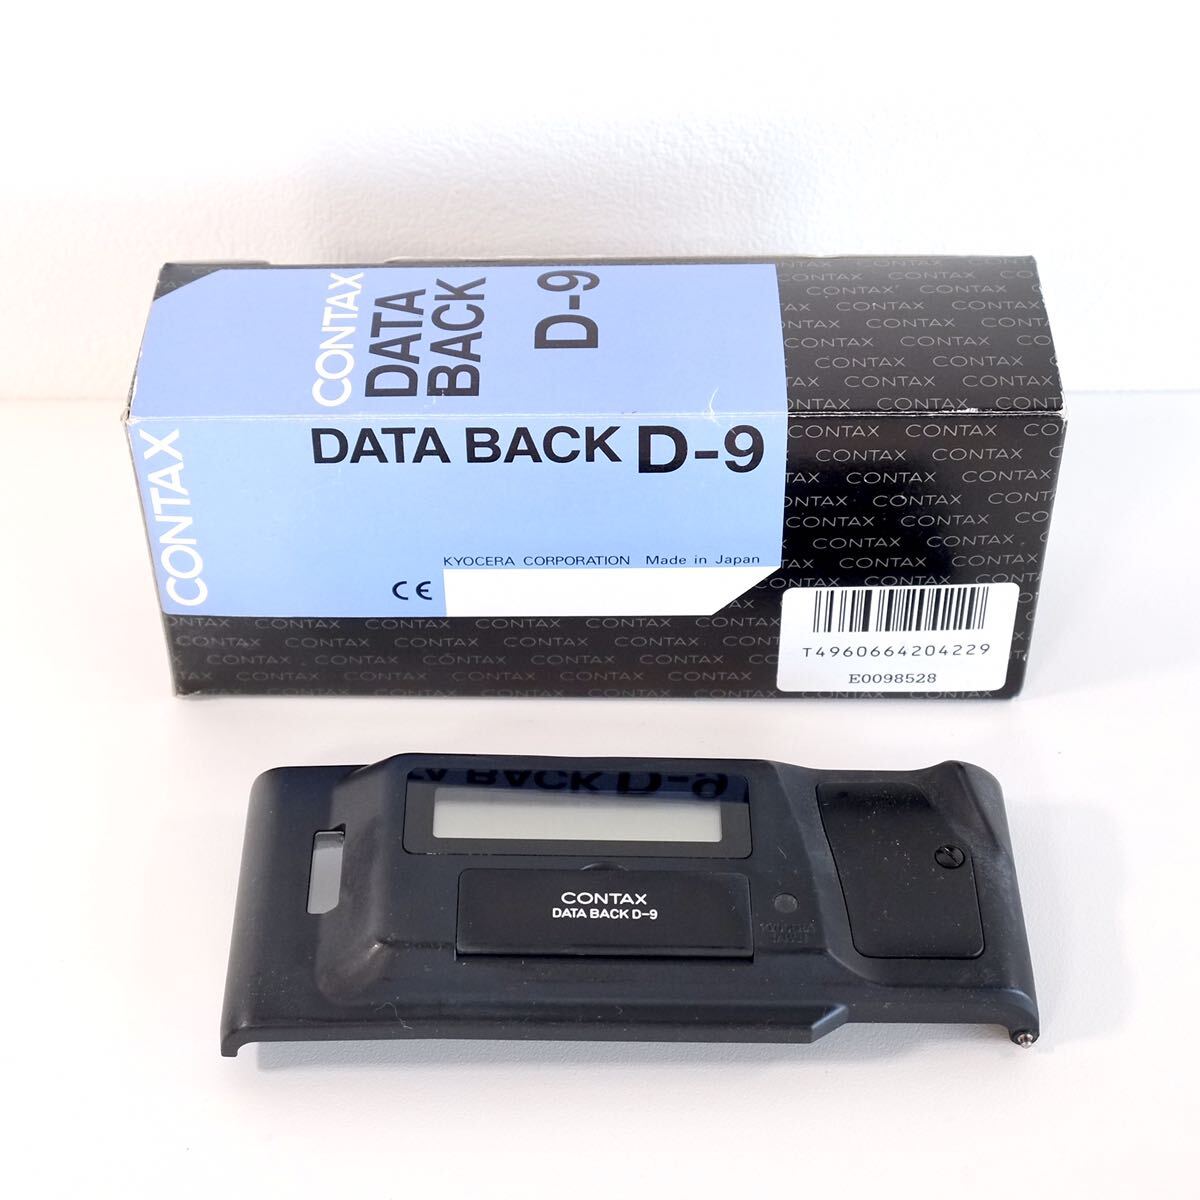 CONTAX
DATA
BACK
D-9
CONTAX
DATA BACK D-9
KYOCERA CORPORATION Made in Japan
CE
T4960664204229
E0098528
CONTAX
DATA BACK D-9